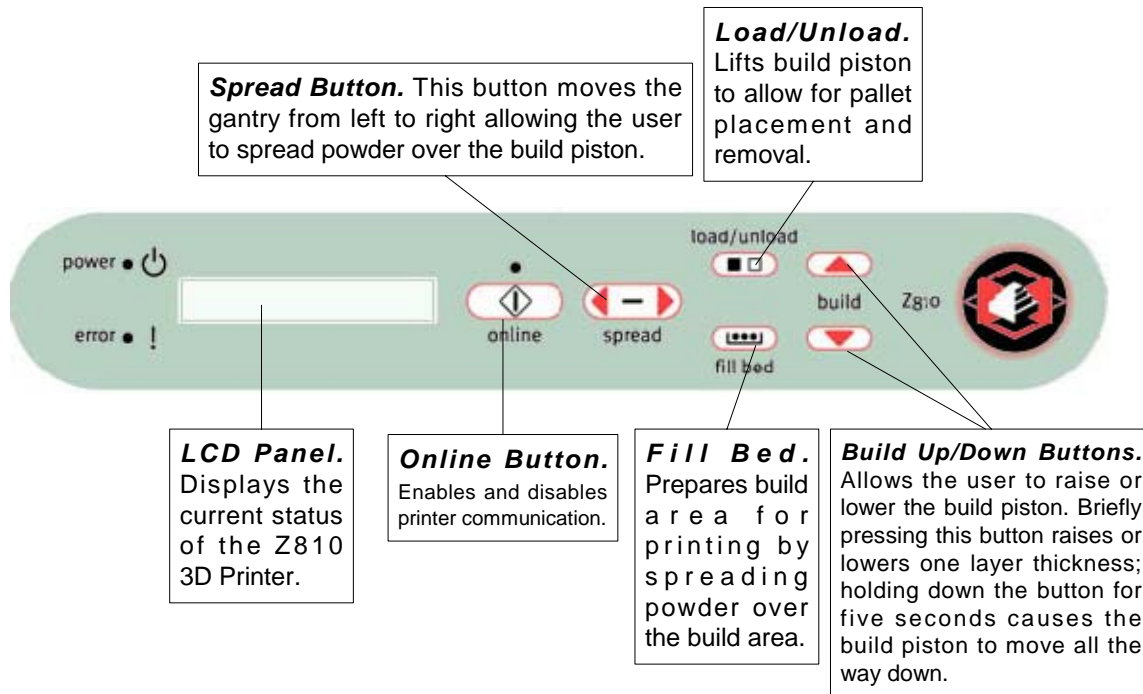 Load/Unload.
Lifts build piston
to allow for pallet
placement and
removal.
Spread Button. This button moves the
gantry from left to right allowing the user
to spread powder over the build piston.
load/unload
power
build
Z810
error
online
spread
fill bed
LCD Panel.
Displays the
current status
of the Z810
3D Printer.
Online Button.
Enables and disables
printer communication.
Fill Bed.
Prepares build
area for
printing by
spreading
powder over
the build area.
Build Up/Down Buttons.
Allows the user to raise or
lower the build piston. Briefly
pressing this button raises or
lowers one layer thickness;
holding down the button for
five seconds causes the
build piston to move all the
way down.